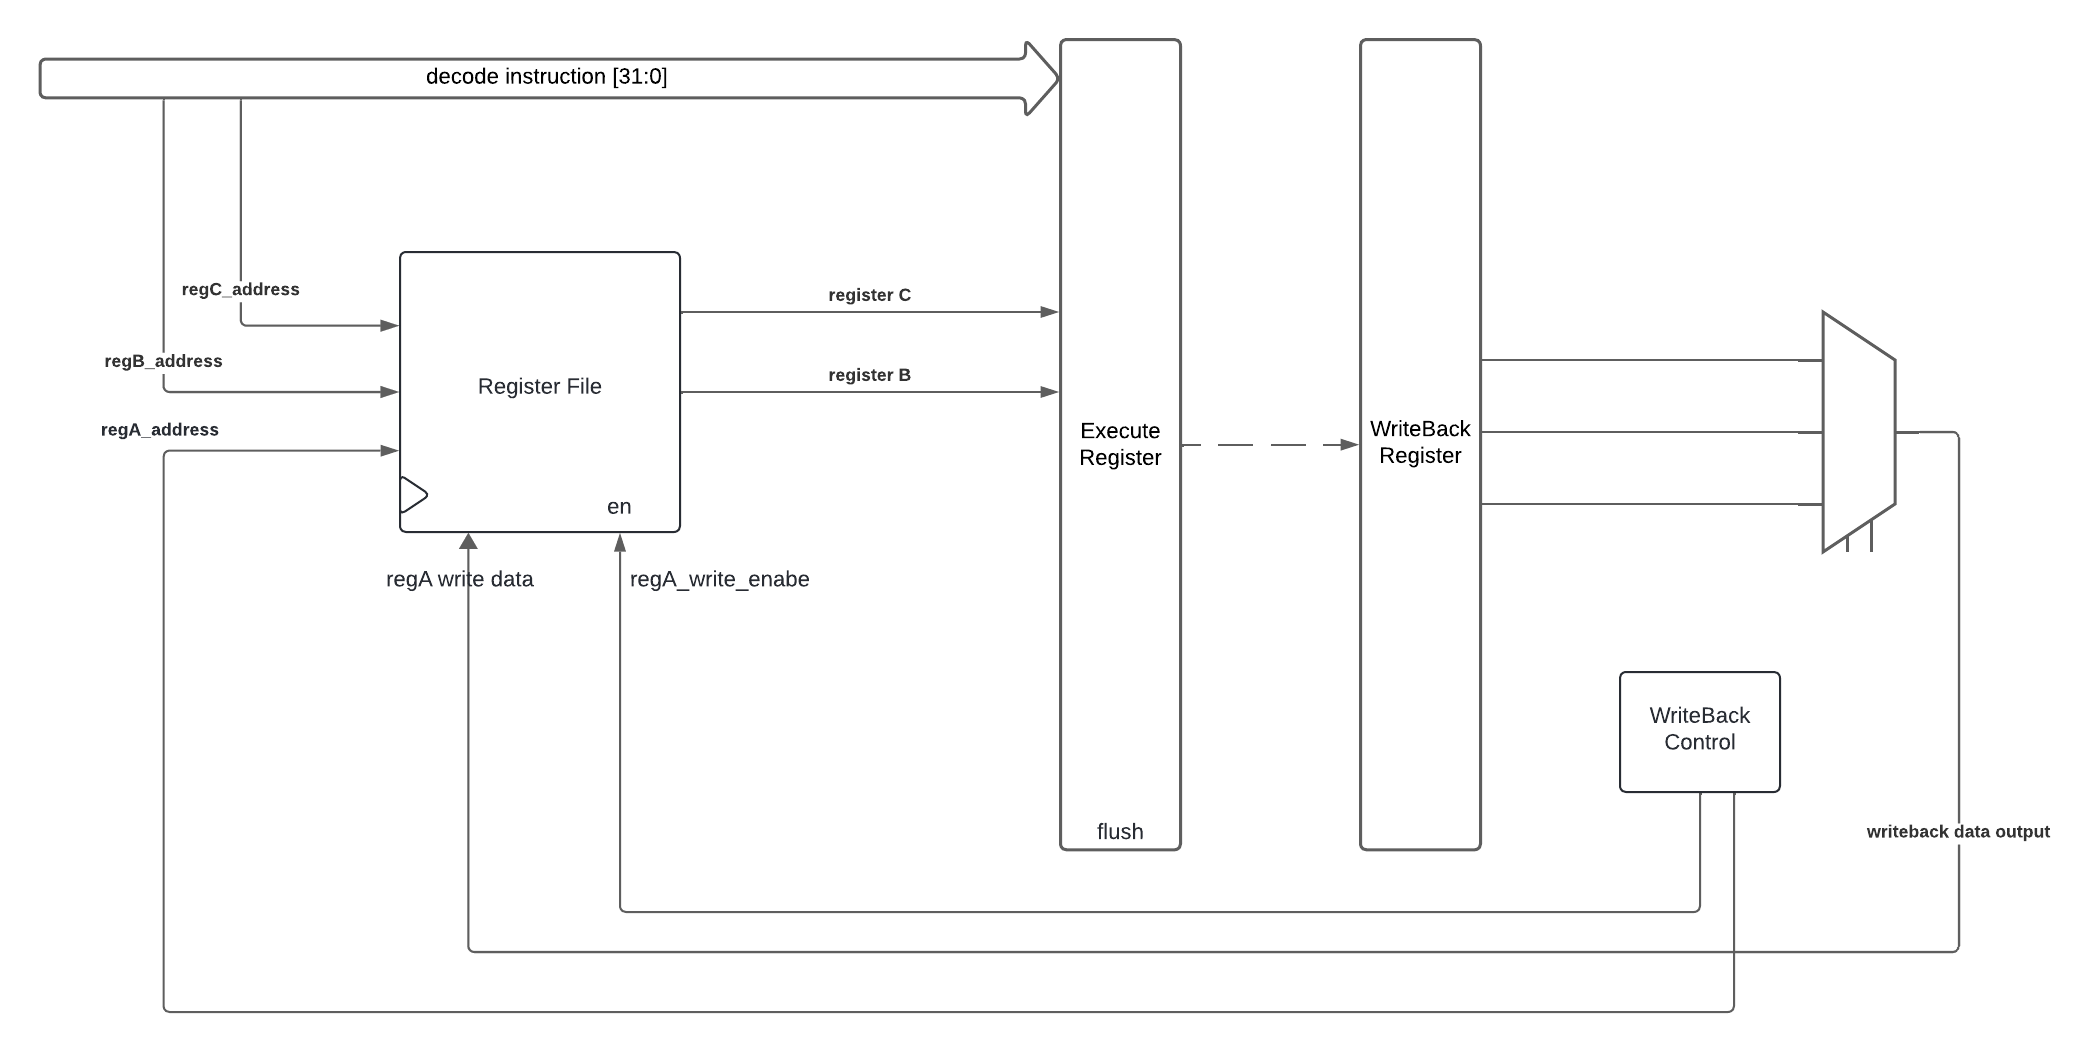 decode instruction [31:0]
regC_address
register C
regB_address
register B
Register File
regA_address
Execute
Register
WriteBack
Register
en
regA write data
regA_write_enabe
WriteBack
Control
flush
writeback data output